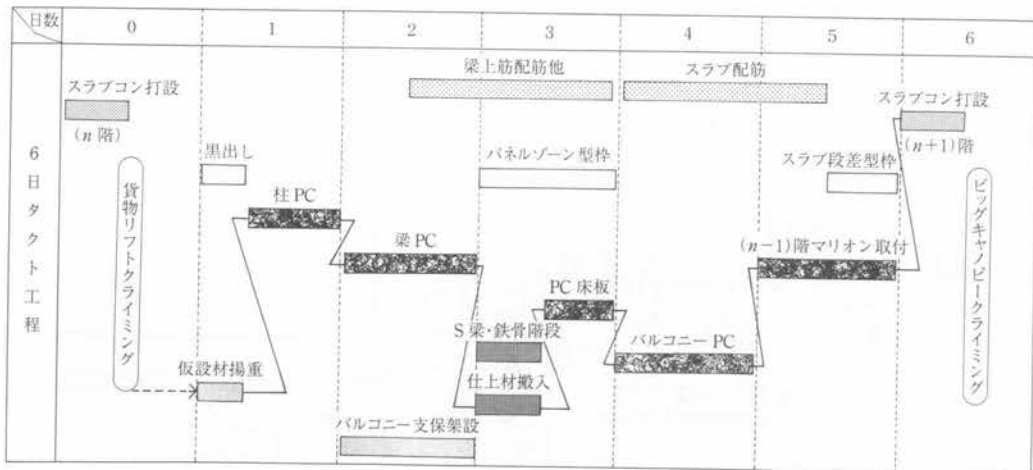 日数
0
1
2
3
4
5
6
6日タクト工程
梁上筋配筋他
スラブ配筋
スラブコン打設
(n階)
スラブコン打設
(n+1)階
墨出し
パネルゾーン型枠
スラブ段差型枠
柱PC
梁PC
(n−1)階マリオン取付
貨物リフトクライミング
ビッグキャノピークライミング
PC床板
S梁・鉄骨階段
バルコニーPC
仮設材揚重
仕上材搬入
バルコニー支保架設